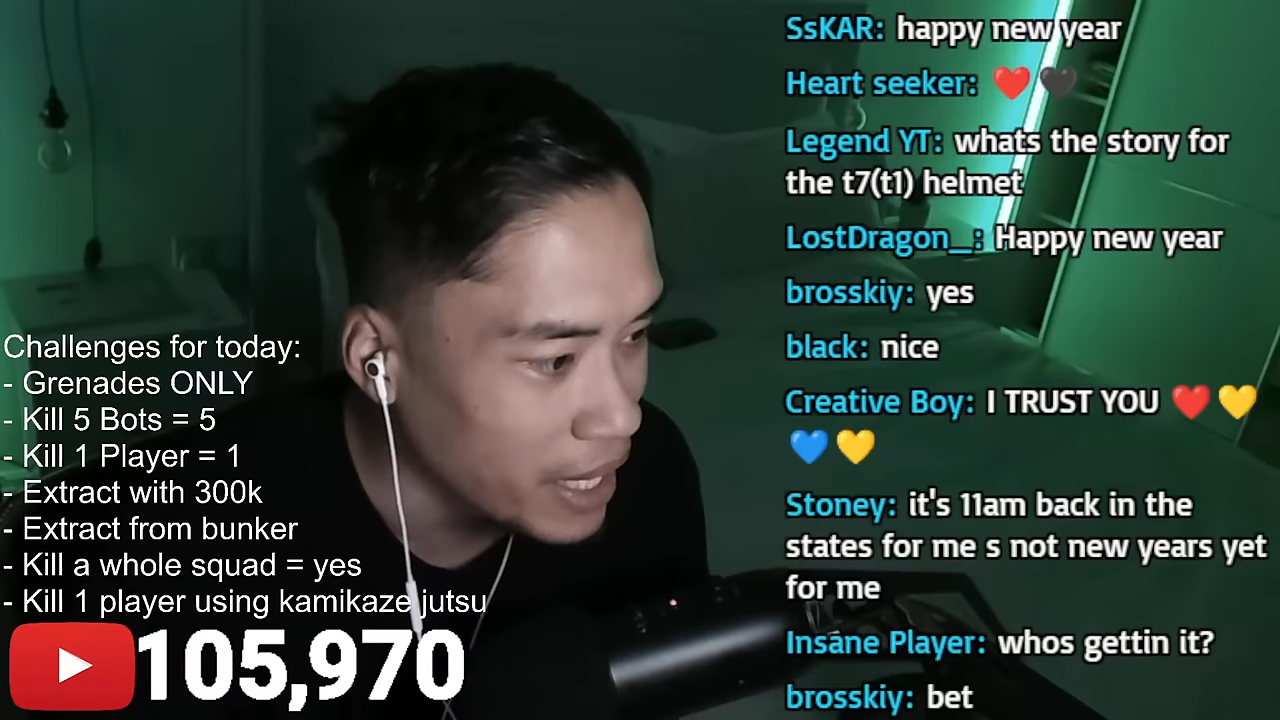 SsKAR: happy new year
Heart seeker: ❤️🖤
Legend YT: whats the story for
the t7(t1) helmet
LostDragon_: Happy new year
brosskiy: yes
black: nice
Creative Boy: I TRUST YOU ❤️💛
💙💛
Stoney: it's 11am back in the
states for me s not new years yet
for me
Insane Player: whos gettin it?
brosskiy: bet
Challenges for today:
- Grenades ONLY
- Kill 5 Bots = 5
- Kill 1 Player = 1
- Extract with 300k
- Extract from bunker
- Kill a whole squad = yes
- Kill 1 player using kamikaze jutsu
105,970